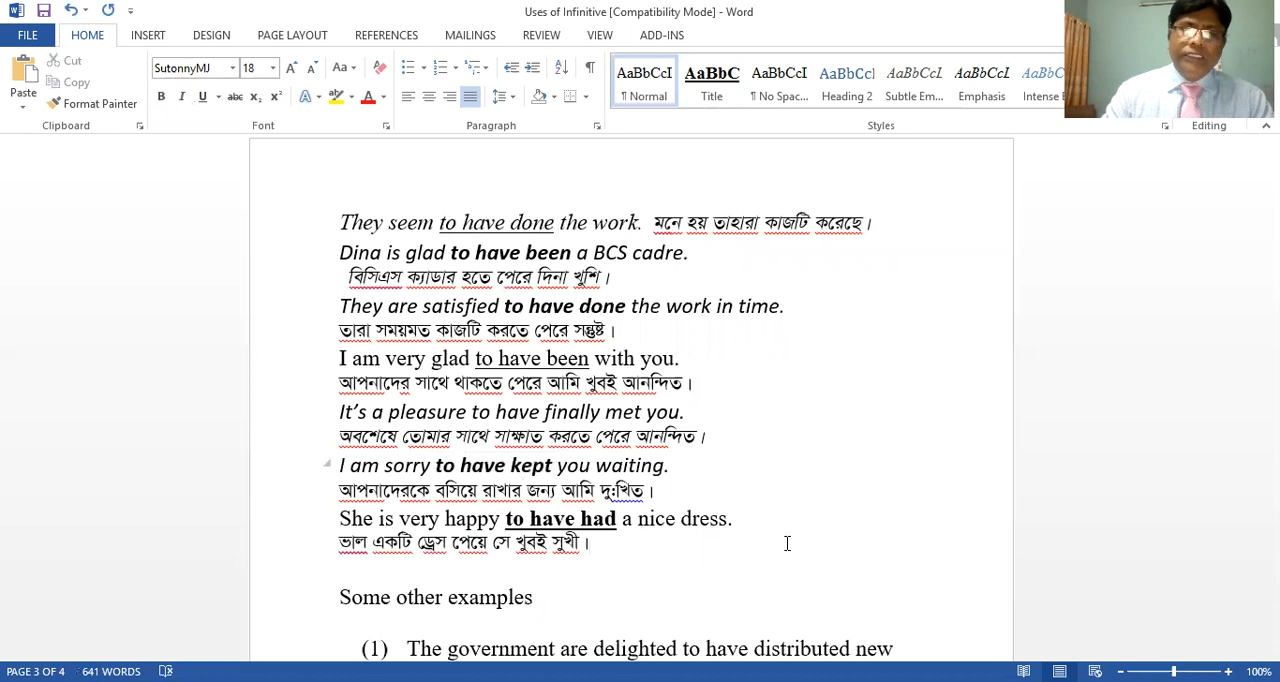 Uses of Infinitive [Compatibility Mode] - Word
FILE HOME INSERT DESIGN PAGE LAYOUT REFERENCES MAILINGS REVIEW VIEW ADD-INS
Cut
Copy
Format Painter
Paste
Clipboard
SutonnyMJ 18
Font
Paragraph
AaBbCcI AaBbC AaBbCcI AaBbCcI AaBbCcI AaBbCcI AaBbC
¶ Normal Title ¶ No Spac... Heading 2 Subtle Em... Emphasis Intense
Styles
Editing
They seem to have done the work. মনে হয় তাহারা কাজটি করেছে।
Dina is glad to have been a BCS cadre.
বিসিএস ক্যাডার হতে পেরে দিনা খুশি।
They are satisfied to have done the work in time.
তারা সময়মত কাজটি করতে পেরে সন্তুষ্ট।
I am very glad to have been with you.
আপনাদের সাথে থাকতে পেরে আমি খুবই আনন্দিত।
It’s a pleasure to have finally met you.
অবশেষে তোমার সাথে সাক্ষাত করতে পেরে আনন্দিত।
I am sorry to have kept you waiting.
আপনাদেরকে বসিয়ে রাখার জন্য আমি দু:খিত।
She is very happy to have had a nice dress.
ভাল একটি ড্রেস পেয়ে সে খুবই সুখী।
Some other examples
(1) The government are delighted to have distributed new
PAGE 3 OF 4 641 WORDS 100%